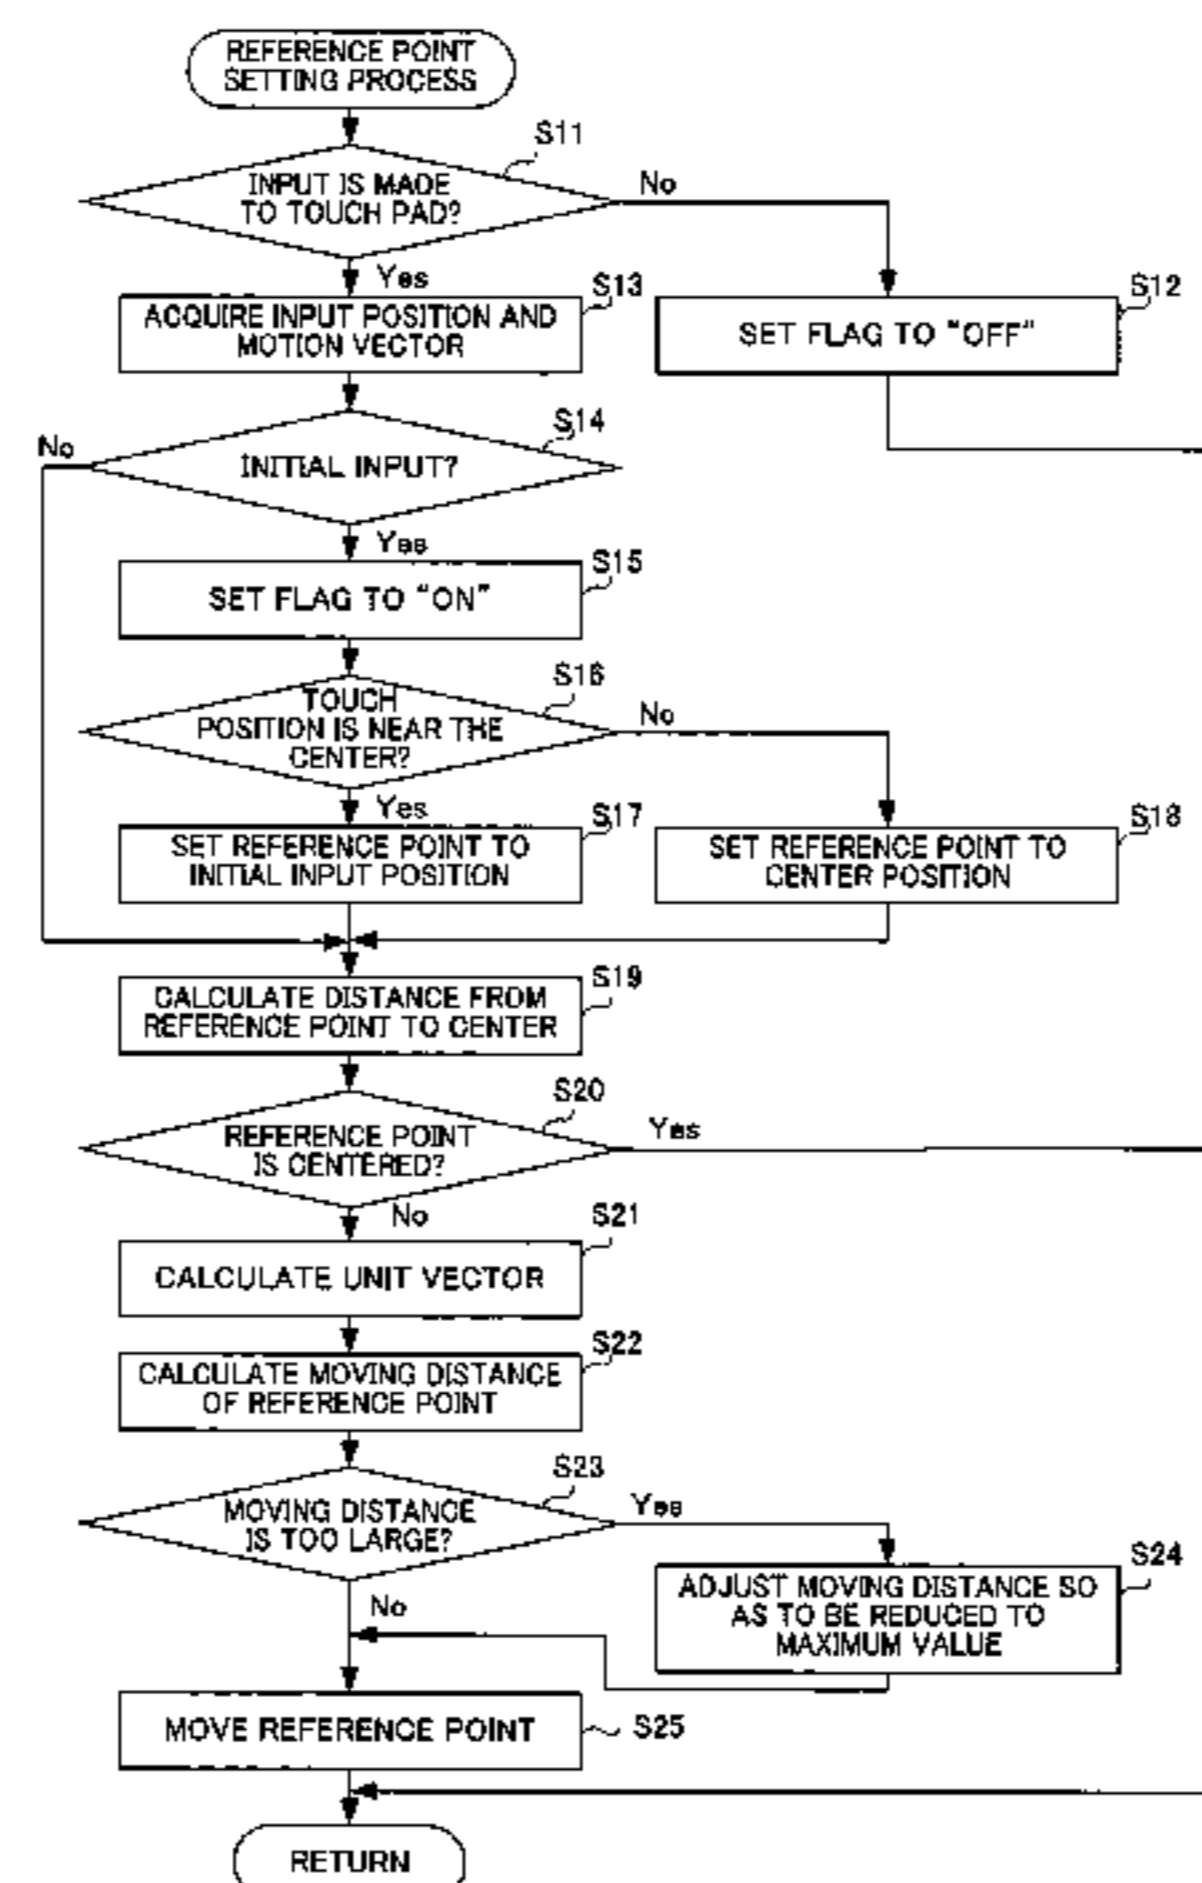 REFERENCE POINT
SETTING PROCESS
S11
INPUT IS MADE
TO TOUCH PAD?
No
Yes
S13
ACQUIRE INPUT POSITION AND
MOTION VECTOR
S12
SET FLAG TO "OFF"
S14
No
INITIAL INPUT?
Yes
S15
SET FLAG TO "ON"
S16
TOUCH
POSITION IS NEAR THE
CENTER?
No
Yes
S17
SET REFERENCE POINT TO
INITIAL INPUT POSITION
S18
SET REFERENCE POINT TO
CENTER POSITION
S19
CALCULATE DISTANCE FROM
REFERENCE POINT TO CENTER
S20
REFERENCE POINT
IS CENTERED?
Yes
No
S21
CALCULATE UNIT VECTOR
S22
CALCULATE MOVING DISTANCE
OF REFERENCE POINT
S23
MOVING DISTANCE
IS TOO LARGE?
Yes
No
S24
ADJUST MOVING DISTANCE SO
AS TO BE REDUCED TO
MAXIMUM VALUE
MOVE REFERENCE POINT
S25
RETURN